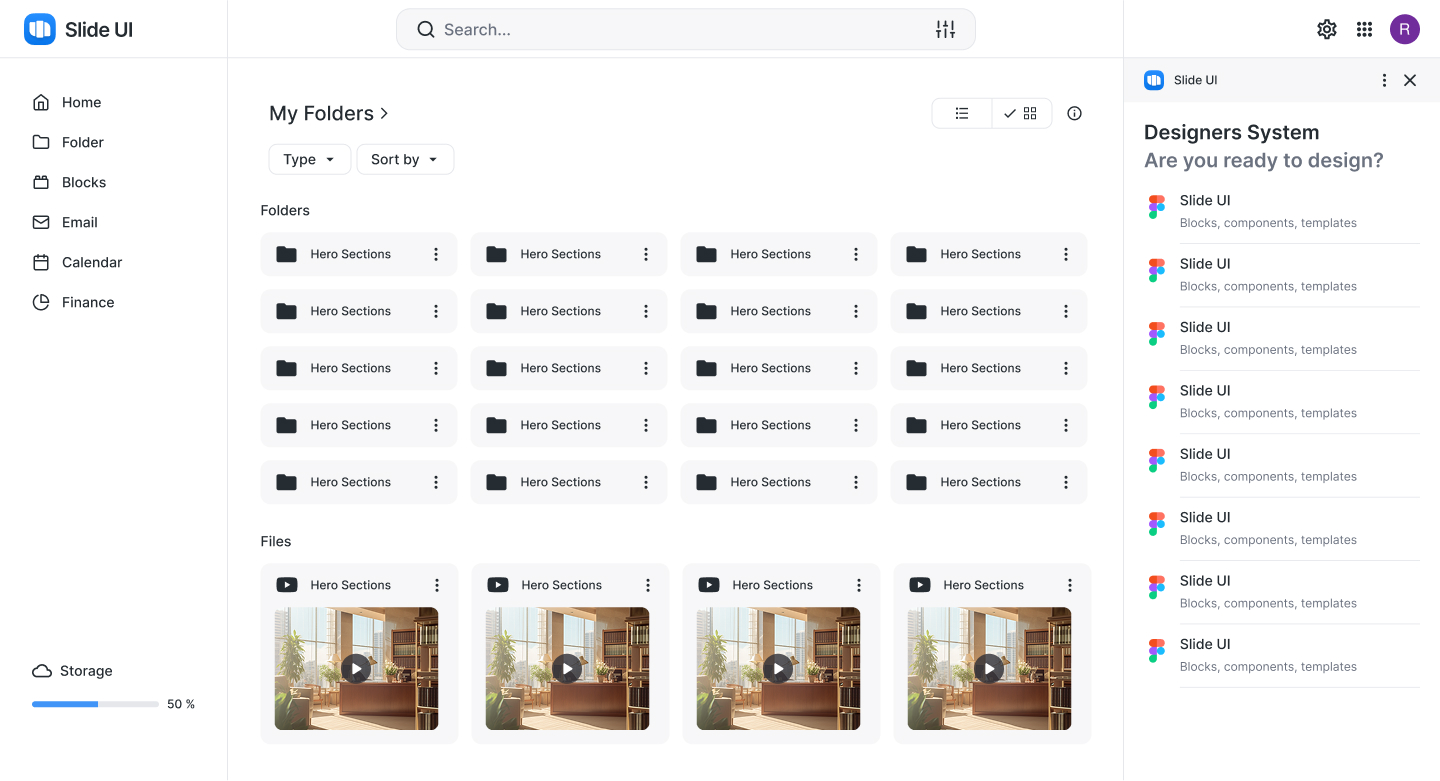 Slide UI
Search...
R
Home
Folder
Blocks
Email
Calendar
Finance
Storage
50 %
My Folders
Type
Sort by
Folders
Hero Sections Hero Sections Hero Sections Hero Sections
Hero Sections Hero Sections Hero Sections Hero Sections
Hero Sections Hero Sections Hero Sections Hero Sections
Hero Sections Hero Sections Hero Sections Hero Sections
Hero Sections Hero Sections Hero Sections Hero Sections
Files
Hero Sections Hero Sections Hero Sections Hero Sections
Slide UI
Designers System
Are you ready to design?
Slide UI
Blocks, components, templates
Slide UI
Blocks, components, templates
Slide UI
Blocks, components, templates
Slide UI
Blocks, components, templates
Slide UI
Blocks, components, templates
Slide UI
Blocks, components, templates
Slide UI
Blocks, components, templates
Slide UI
Blocks, components, templates